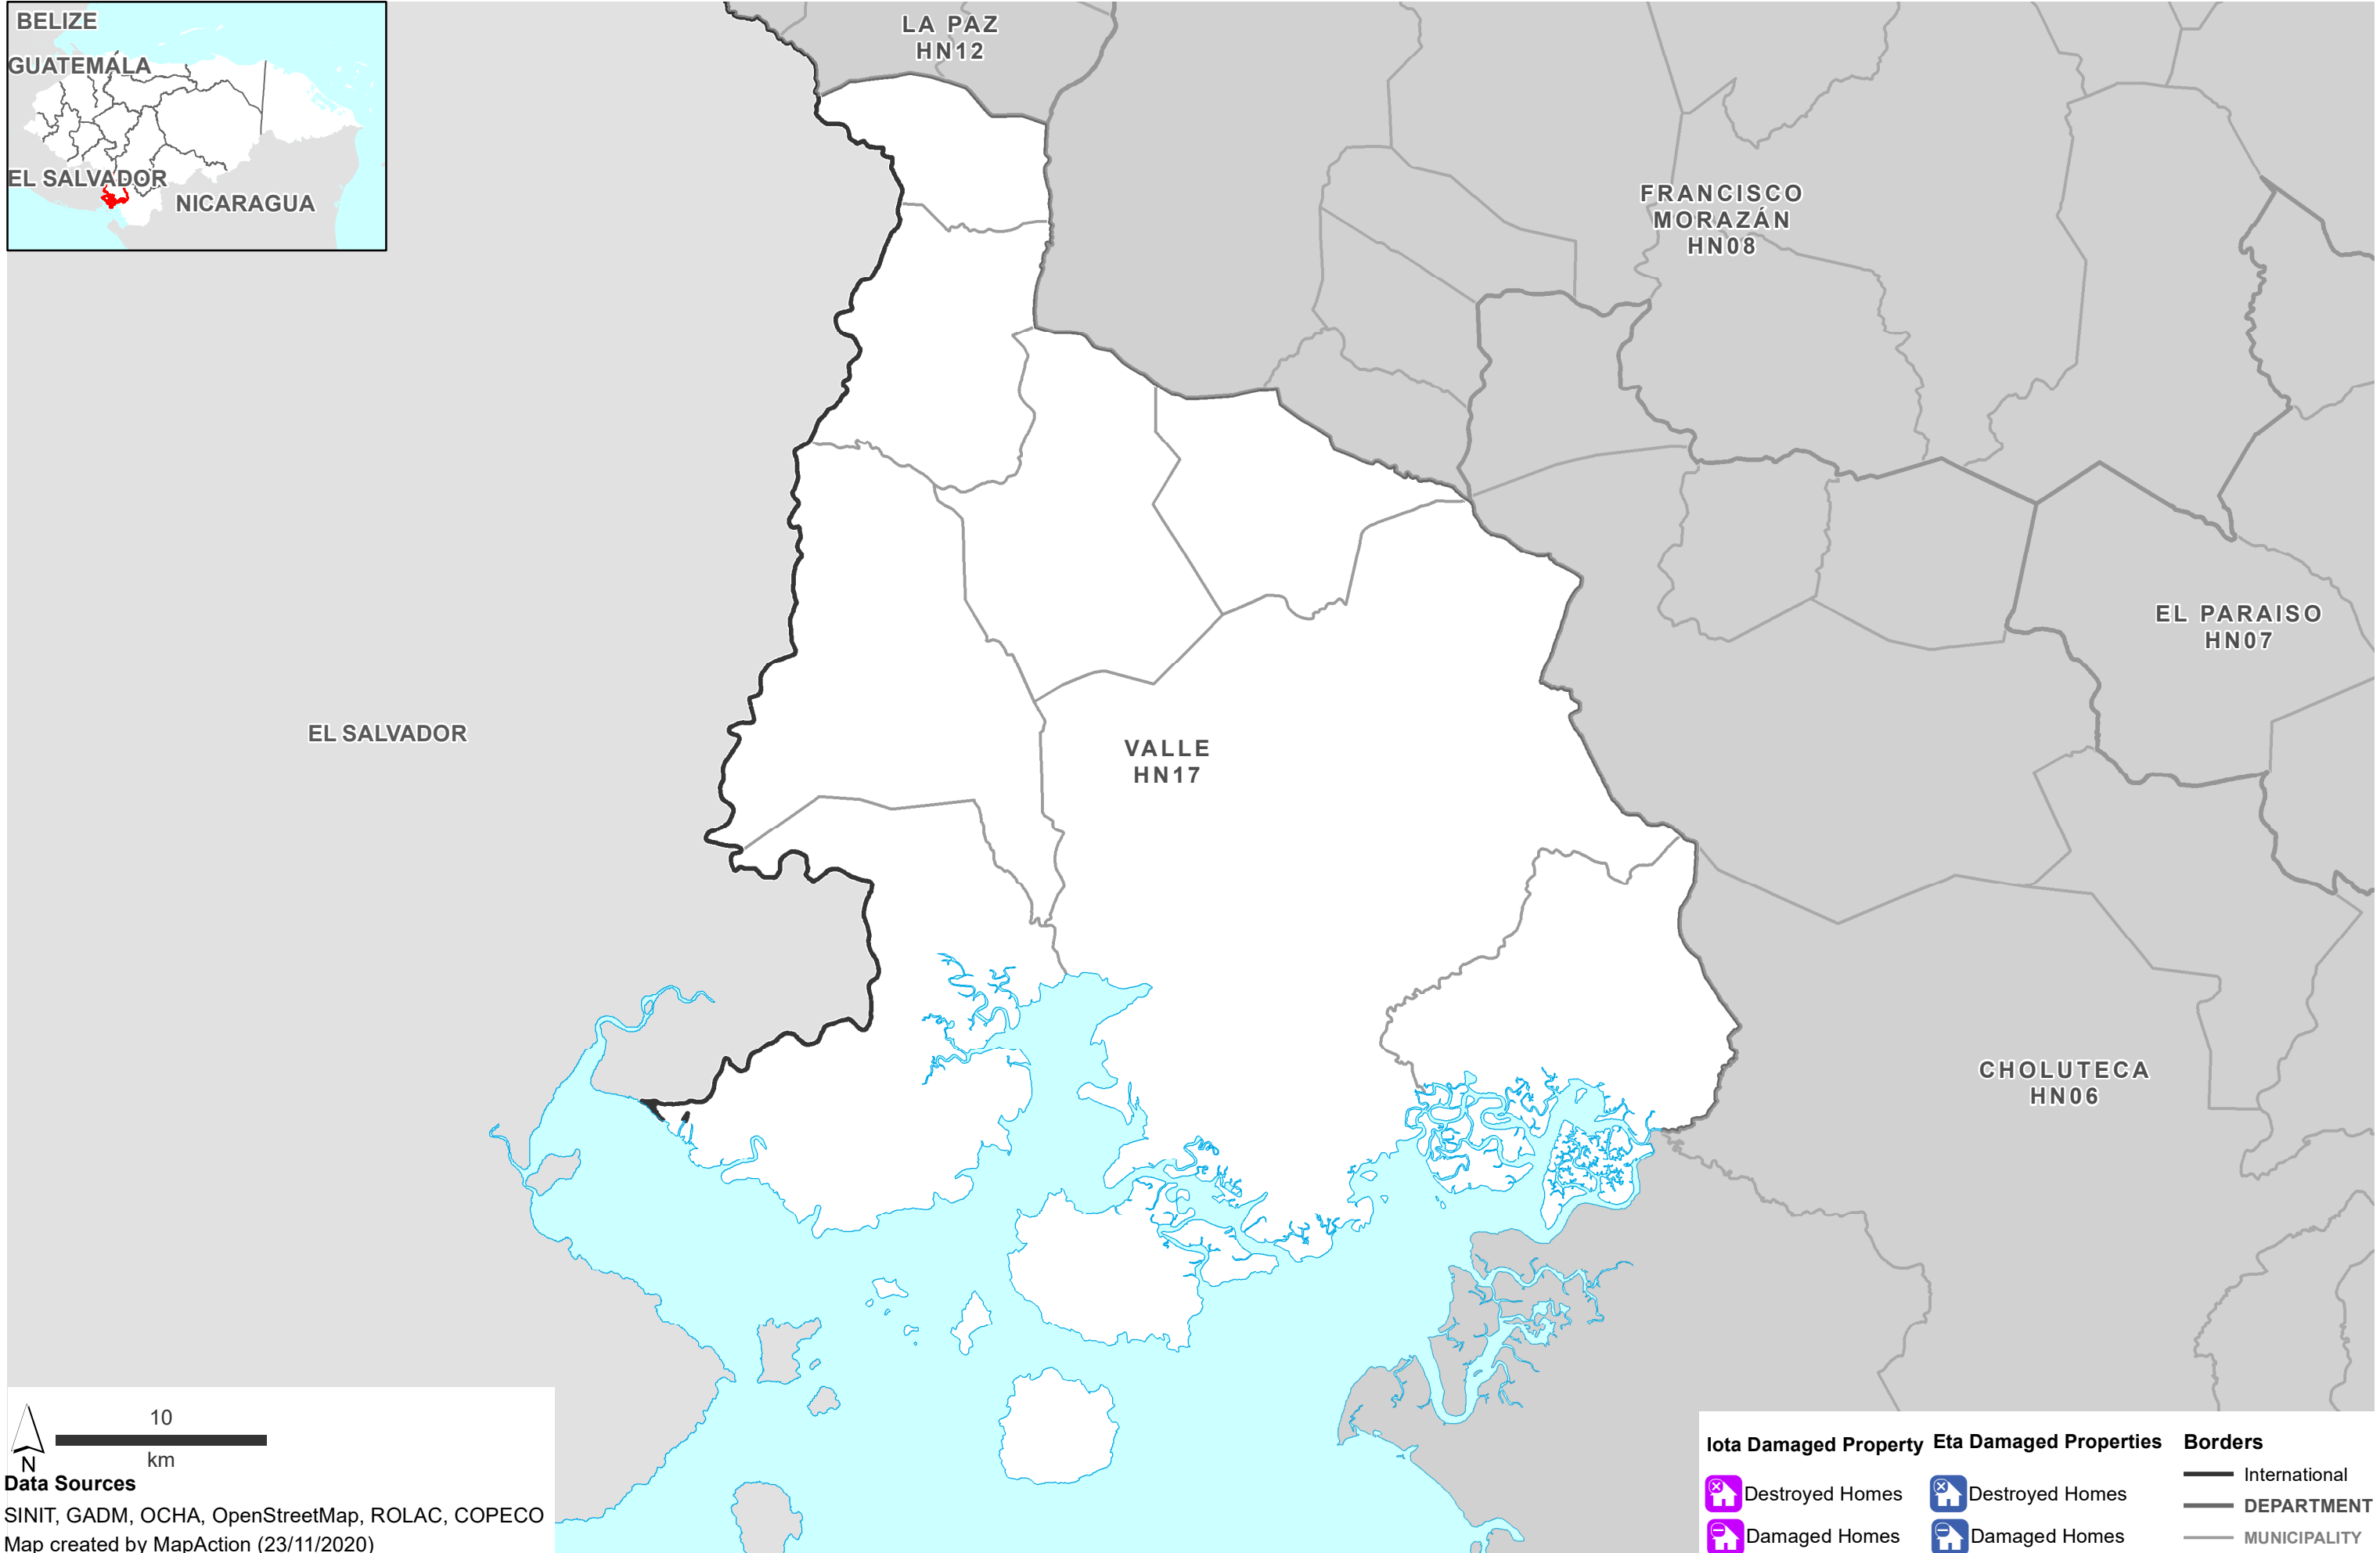 BELIZE
GUATEMALA
EL SALVADOR
NICARAGUA
LA PAZ
HN12
FRANCISCO
MORAZÁN
HN08
EL PARAISO
HN07
EL SALVADOR
VALLE
HN17
CHOLUTECA
HN06
10
km
N
Data Sources
SINIT, GADM, OCHA, OpenStreetMap, ROLAC, COPECO
Map created by MapAction (23/11/2020)
Iota Damaged Property
Destroyed Homes
Damaged Homes
Eta Damaged Properties
Destroyed Homes
Damaged Homes
Borders
International
DEPARTMENT
MUNICIPALITY